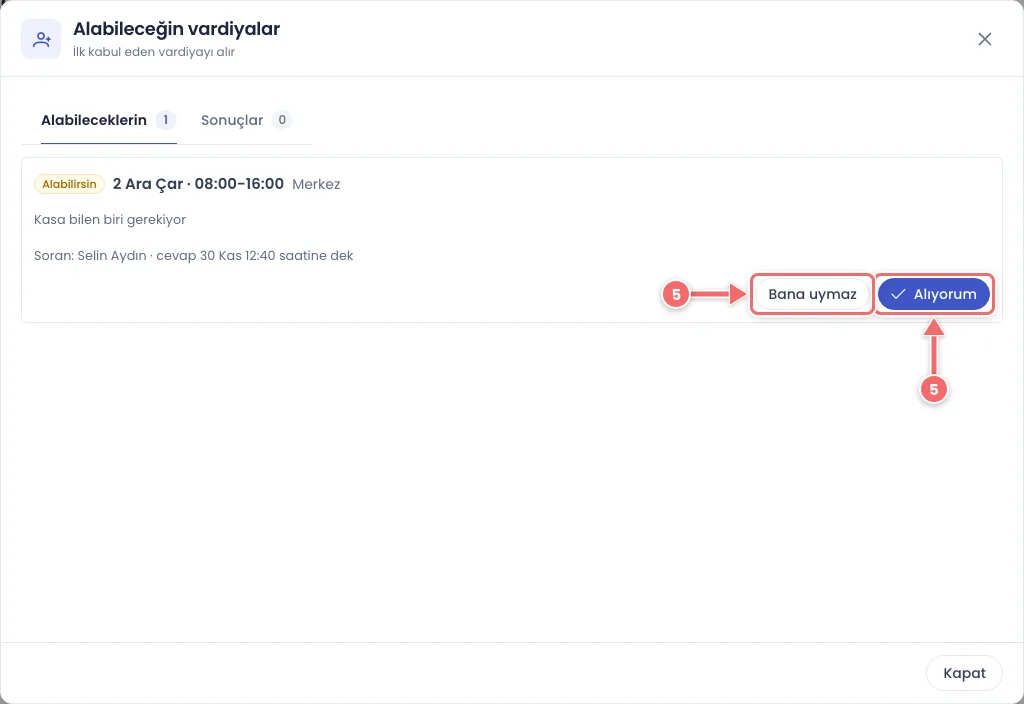 Alabileceğin vardiyalar
İlk kabul eden vardiyayı alır
Alabileceklerin 1 Sonuçlar 0
Alabilirsin 2 Ara Çar · 08:00-16:00 Merkez
Kasa bilen biri gerekiyor
Soran: Selin Aydın · cevap 30 Kas 12:40 saatine dek
5 Bana uymaz Alıyorum
5
Kapat